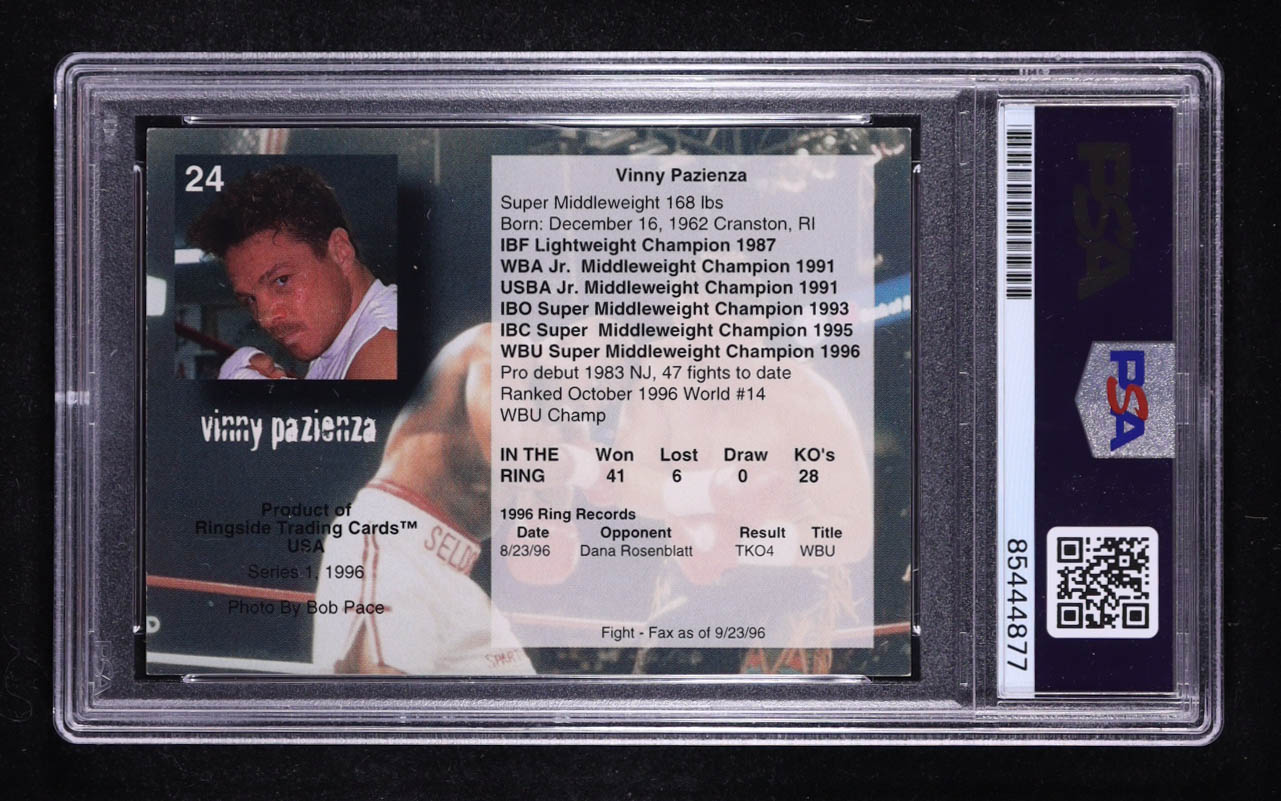 24
vinny pazienza
Product of
Ringside Trading Cards™
USA
Series 1, 1996
Photo By Bob Pace
SELD
SPART
Vinny Pazienza
Super Middleweight 168 lbs
Born: December 16, 1962 Cranston, RI
IBF Lightweight Champion 1987
WBA Jr. Middleweight Champion 1991
USBA Jr. Middleweight Champion 1991
IBO Super Middleweight Champion 1993
IBC Super Middleweight Champion 1995
WBU Super Middleweight Champion 1996
Pro debut 1983 NJ, 47 fights to date
Ranked October 1996 World #14
WBU Champ
IN THE Won Lost Draw KO's
RING 41 6 0 28
1996 Ring Records
Date Opponent Result Title
8/23/96 Dana Rosenblatt TKO4 WBU
Fight - Fax as of 9/23/96
PSA
PSA
85444877